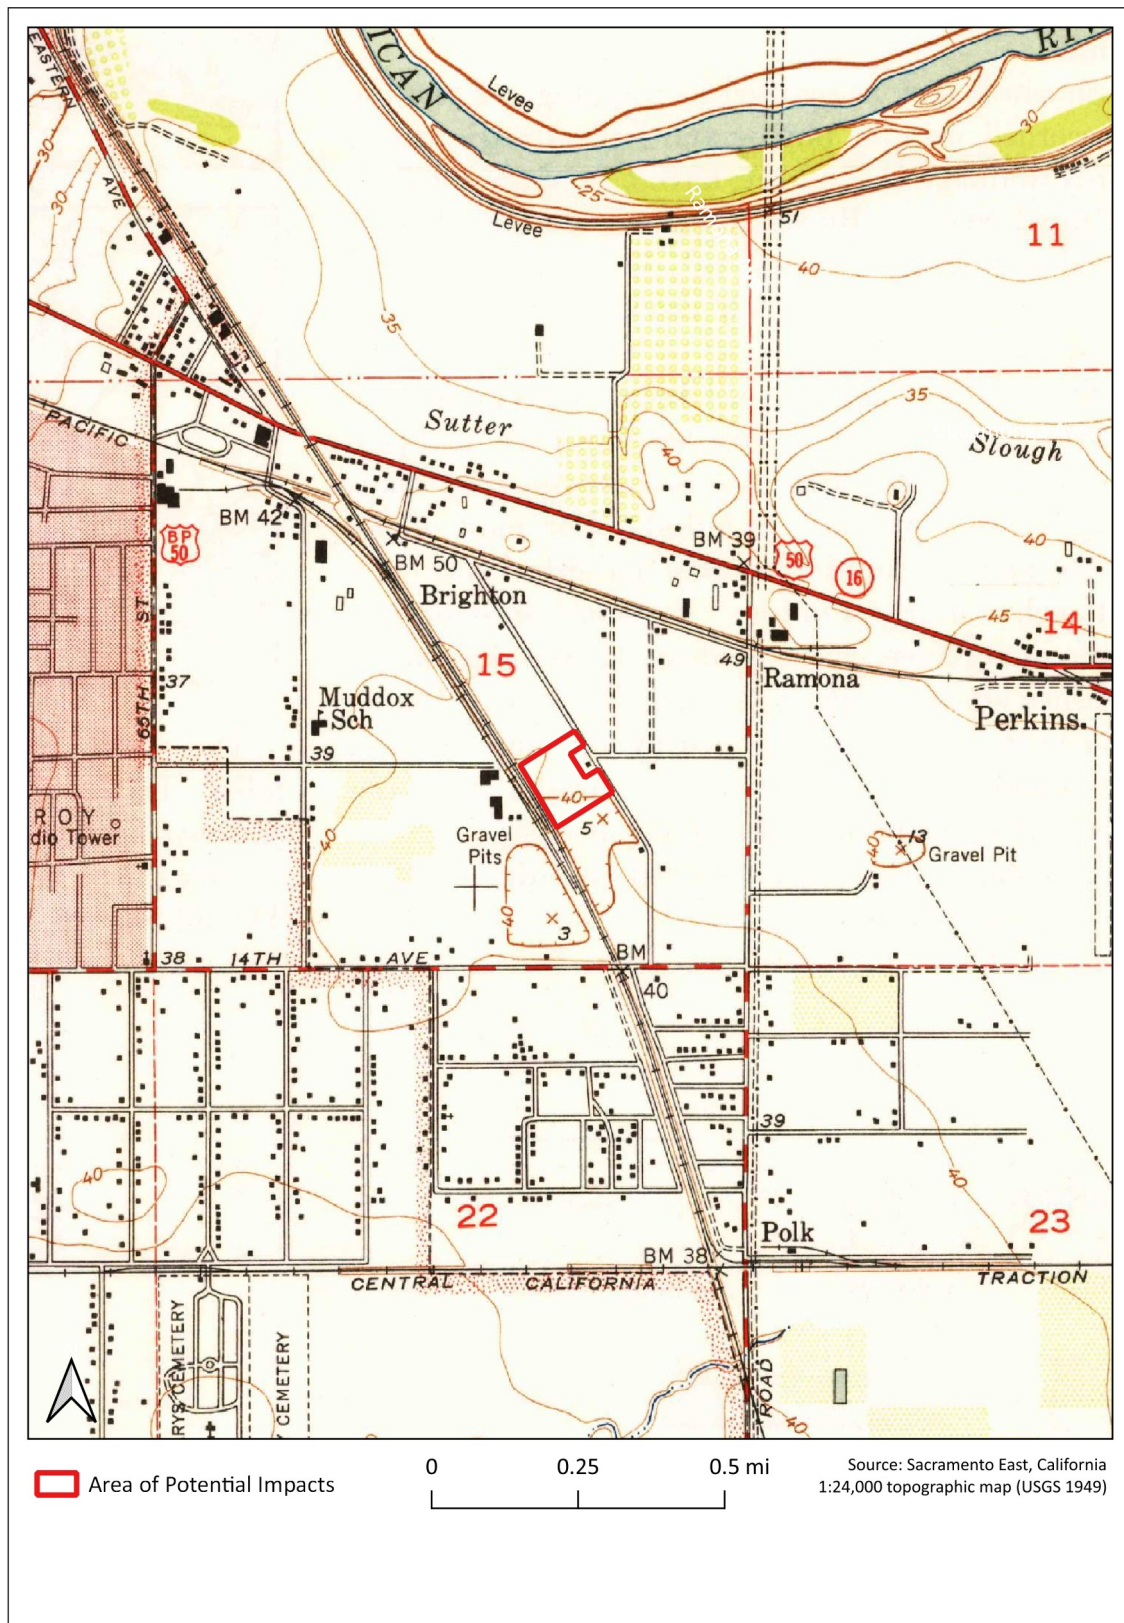 EASTERN
AVE
ICAN
RIV
Levee
30
30
30
25
Levee
Ram
51
11
40
35
35
Sutter
Slough
PACIFIC
40
BM 42
BM 50
BM 39
BP
50
50
16
40
Brighton
45
14
65TH ST
15
49
37
Ramona
Muddox
Sch
Perkins
39
40
5
ROY
dio Tower
40
Gravel
Pits
40
13
Gravel Pit
40
3
38
14TH
AVE
BM
40
39
40
40
22
23
Polk
BM 38
CENTRAL
CALIFORNIA
TRACTION
RYS CEMETERY
CEMETERY
ROAD
40
Area of Potential Impacts
0
0.25
0.5 mi
Source: Sacramento East, California
1:24,000 topographic map (USGS 1949)